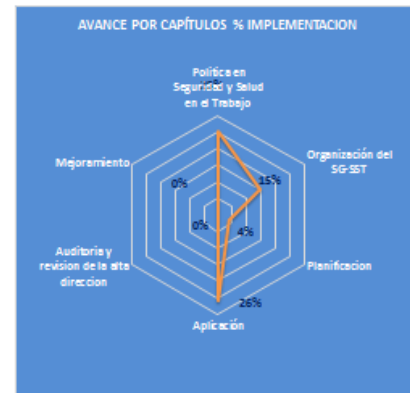 AVANCE POR CAPÍTULOS % IMPLEMENTACION
Política en
Seguridad y Salud
en el Trabajo
Organización del
SG-SST
Planificacion
Aplicación
Auditoria y
revision de la alta
direccion
Mejoramiento
15%
4%
26%
0%
0%